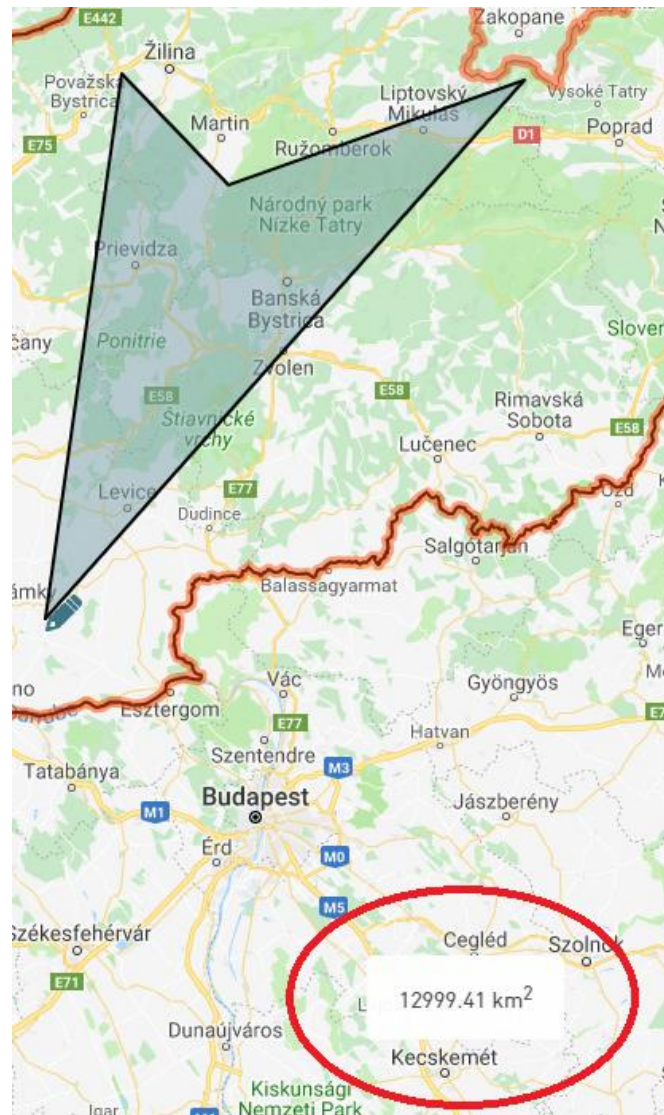 E442
Zakopane
Žilina
Považská
Bystrica
Liptovský
Mikuláš
Vysoké Tatry
Martin
E75
Ružomberok
D1
Poprad
Národný park
Nízke Tatry
Prievidza
Banská
Bystrica
Ponitrie
Zvolen
E58
E58
Štiavnické
vrchy
Rimavská
Sobota
E58
Lučenec
E77
Levice
Dudince
Salgótarján
Balassagyarmat
Eger
Vác
Gyöngyös
Esztergom
E77
Hatvan
Szentendre
M3
Tatabánya
Budapest
Jászberény
M1
Érd
M0
M5
Székesfehérvár
Cegléd
Szolnok
E71
12999.41 km²
Dunaújváros
Kecskemét
Kiskunsági
Nemzeti Park